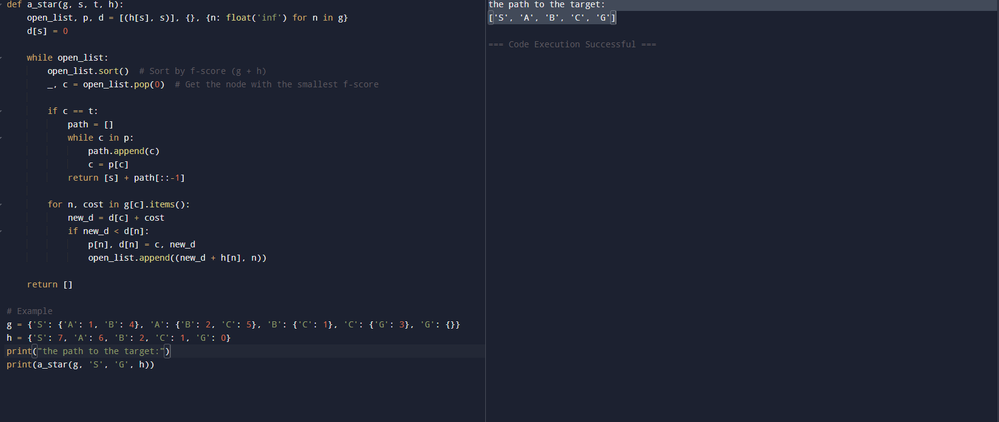 def a_star(g, s, t, h):
    open_list, p, d = [(h[s], s)], {}, {n: float('inf') for n in g}
    d[s] = 0

    while open_list:
        open_list.sort()  # Sort by f-score (g + h)
        _, c = open_list.pop(0)  # Get the node with the smallest f-score

        if c == t:
            path = []
            while c in p:
                path.append(c)
                c = p[c]
            return [s] + path[::-1]

        for n, cost in g[c].items():
            new_d = d[c] + cost
            if new_d < d[n]:
                p[n], d[n] = c, new_d
                open_list.append((new_d + h[n], n))

    return []

# Example
g = {'S': {'A': 1, 'B': 4}, 'A': {'B': 2, 'C': 5}, 'B': {'C': 1}, 'C': {'G': 3}, 'G': {}}
h = {'S': 7, 'A': 6, 'B': 2, 'C': 1, 'G': 0}
print("the path to the target:")
print(a_star(g, 'S', 'G', h))
the path to the target:
['S', 'A', 'B', 'C', 'G']

=== Code Execution Successful ===